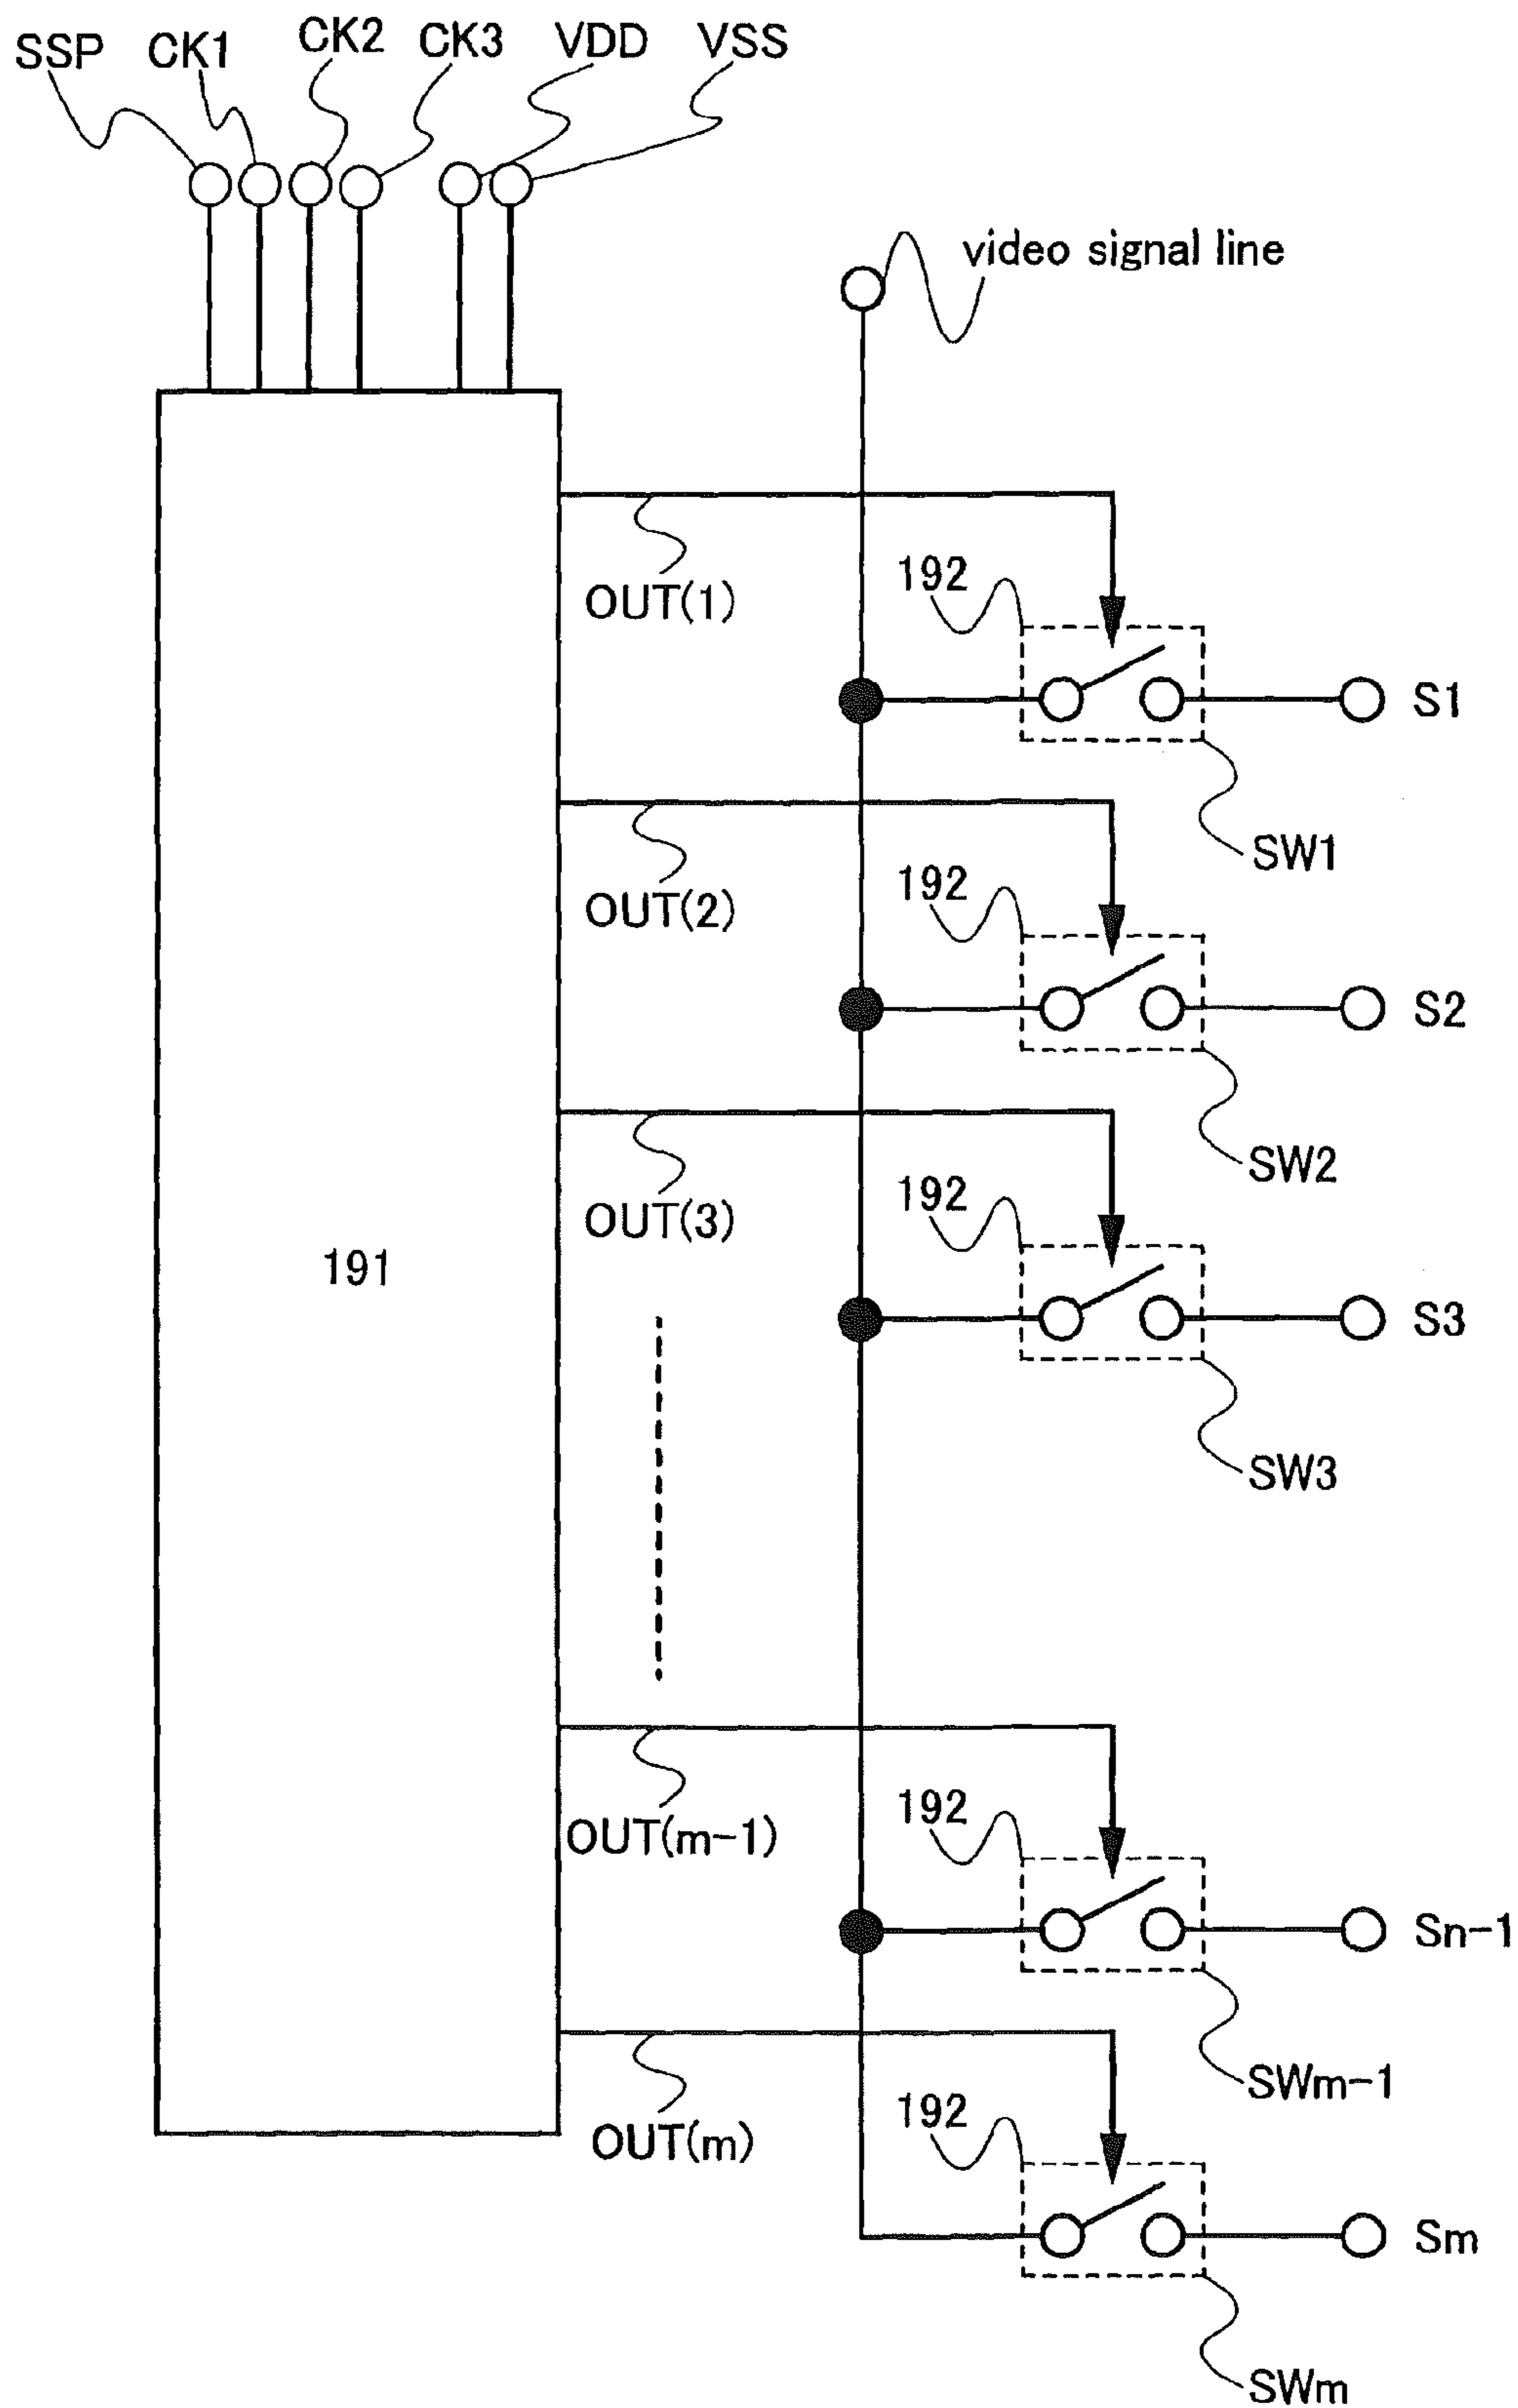 SSP CK1 CK2 CK3 VDD VSS
video signal line
OUT(1)
192
S1
SW1
OUT(2)
192
S2
SW2
OUT(3)
192
191
S3
SW3
OUT(m-1)
192
Sn-1
SWm-1
OUT(m)
192
Sm
SWm